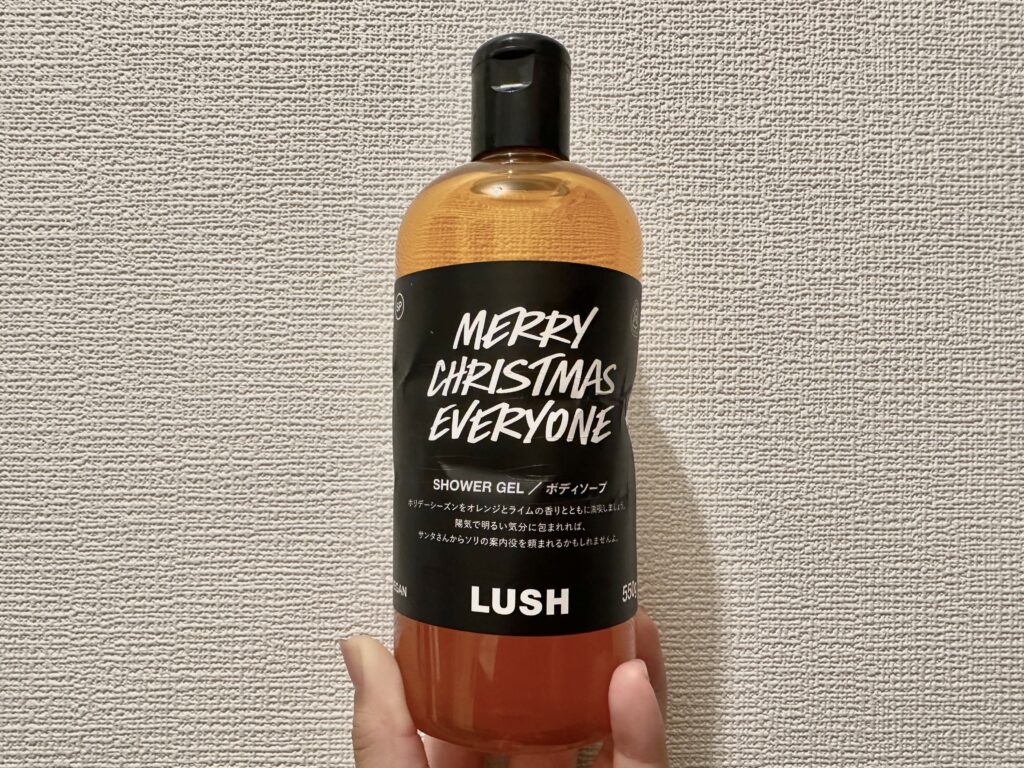 SP
MERRY
CHRISTMAS
EVERYONE
SHOWER GEL / ボディソープ
ホリデーシーズンをオレンジとライムの香りとともに満喫しましょう。
陽気で明るい気分に包まれれば、
サンタさんからソリの案内役を頼まれるかもしれませんよ。
LUSH
550g